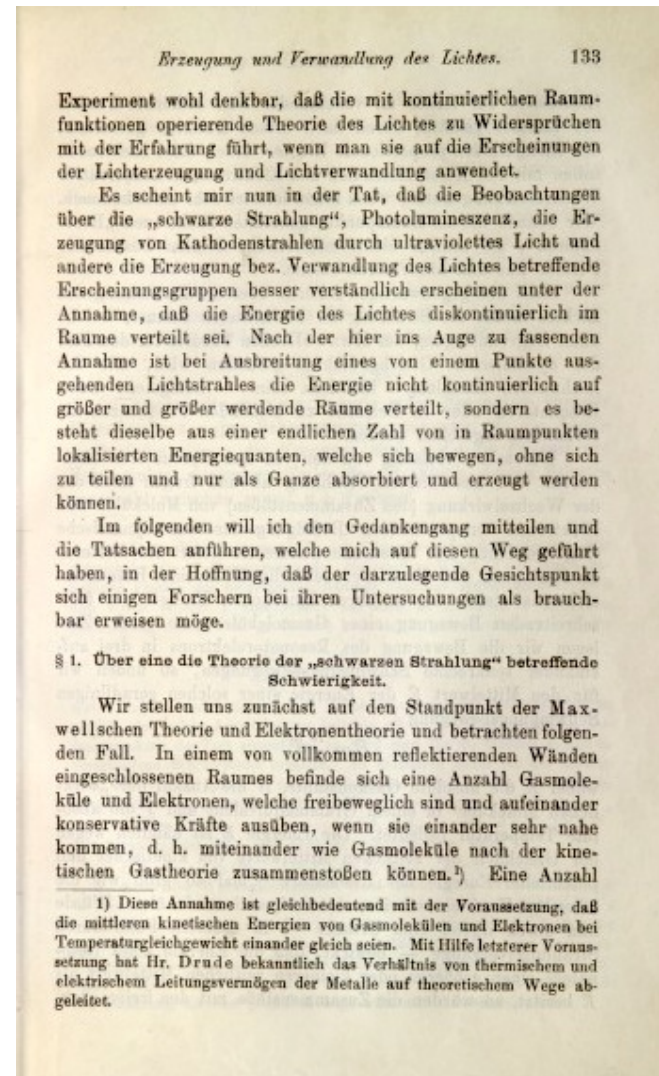 Erzeugung und Verwandlung des Lichtes. 133
Experiment wohl denkbar, daß die mit kontinuierlichen Raum-
funktionen operierende Theorie des Lichtes zu Widersprüchen
mit der Erfahrung führt, wenn man sie auf die Erscheinungen
der Lichterzeugung und Lichtverwandlung anwendet.
Es scheint mir nun in der Tat, daß die Beobachtungen
über die „schwarze Strahlung“, Photolumineszenz, die Er-
zeugung von Kathodenstrahlen durch ultraviolettes Licht und
andere die Erzeugung bez. Verwandlung des Lichtes betreffende
Erscheinungsgruppen besser verständlich erscheinen unter der
Annahme, daß die Energie des Lichtes diskontinuierlich im
Raume verteilt sei. Nach der hier ins Auge zu fassenden
Annahme ist bei Ausbreitung eines von einem Punkte aus-
gehenden Lichtstrahles die Energie nicht kontinuierlich auf
größer und größer werdende Räume verteilt, sondern es be-
steht dieselbe aus einer endlichen Zahl von in Raumpunkten
lokalisierten Energiequanten, welche sich bewegen, ohne sich
zu teilen und nur als Ganze absorbiert und erzeugt werden
können.
Im folgenden will ich den Gedankengang mitteilen und
die Tatsachen anführen, welche mich auf diesen Weg geführt
haben, in der Hoffnung, daß der darzulegende Gesichtspunkt
sich einigen Forschern bei ihren Untersuchungen als brauch-
bar erweisen möge.
§ 1. Über eine die Theorie der „schwarzen Strahlung“ betreffende
Schwierigkeit.
Wir stellen uns zunächst auf den Standpunkt der Max-
wellschen Theorie und Elektronentheorie und betrachten folgen-
den Fall. In einem von vollkommen reflektierenden Wänden
eingeschlossenen Raumes befinde sich eine Anzahl Gasmole-
küle und Elektronen, welche freibeweglich sind und aufeinander
konservative Kräfte ausüben, wenn sie einander sehr nahe
kommen, d. h. miteinander wie Gasmoleküle nach der kine-
tischen Gastheorie zusammenstoßen können.¹) Eine Anzahl
1) Diese Annahme ist gleichbedeutend mit der Voraussetzung, daß
die mittleren kinetischen Energien von Gasmolekülen und Elektronen bei
Temperaturgleichgewicht einander gleich seien. Mit Hilfe letzterer Voraus-
setzung hat Hr. Drude bekanntlich das Verhältnis von thermischem und
elektrischem Leitungsvermögen der Metalle auf theoretischem Wege ab-
geleitet.